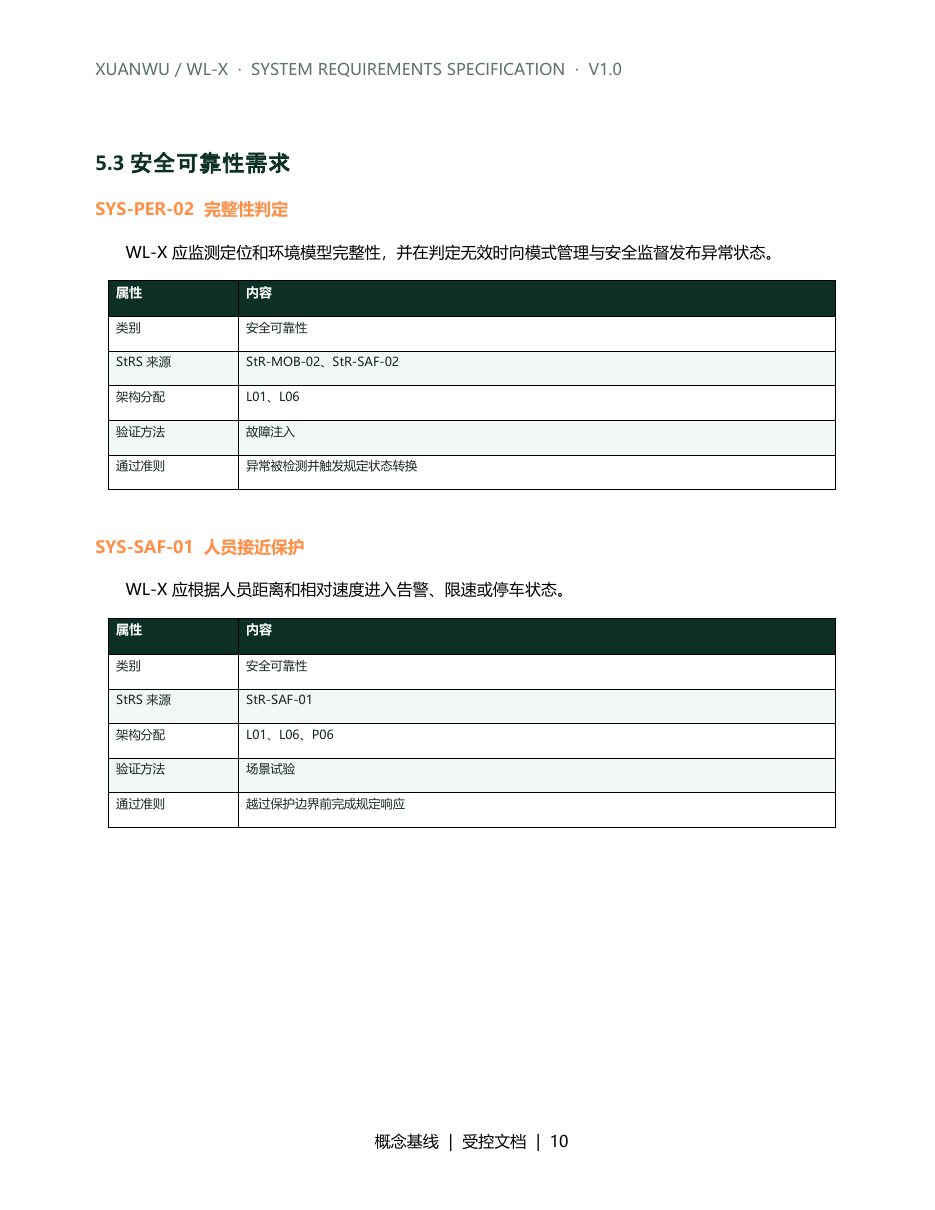 XUANWU / WL-X · SYSTEM REQUIREMENTS SPECIFICATION · V1.0
5.3 安全可靠性需求
SYS-PER-02 完整性判定
WL-X 应监测定位和环境模型完整性，并在判定无效时向模式管理与安全监督发布异常状态。
属性 内容
类别 安全可靠性
StRS 来源 StR-MOB-02、StR-SAF-02
架构分配 L01、L06
验证方法 故障注入
通过准则 异常被检测并触发规定状态转换
SYS-SAF-01 人员接近保护
WL-X 应根据人员距离和相对速度进入告警、限速或停车状态。
属性 内容
类别 安全可靠性
StRS 来源 StR-SAF-01
架构分配 L01、L06、P06
验证方法 场景试验
通过准则 越过保护边界前完成规定响应
概念基线 | 受控文档 | 10